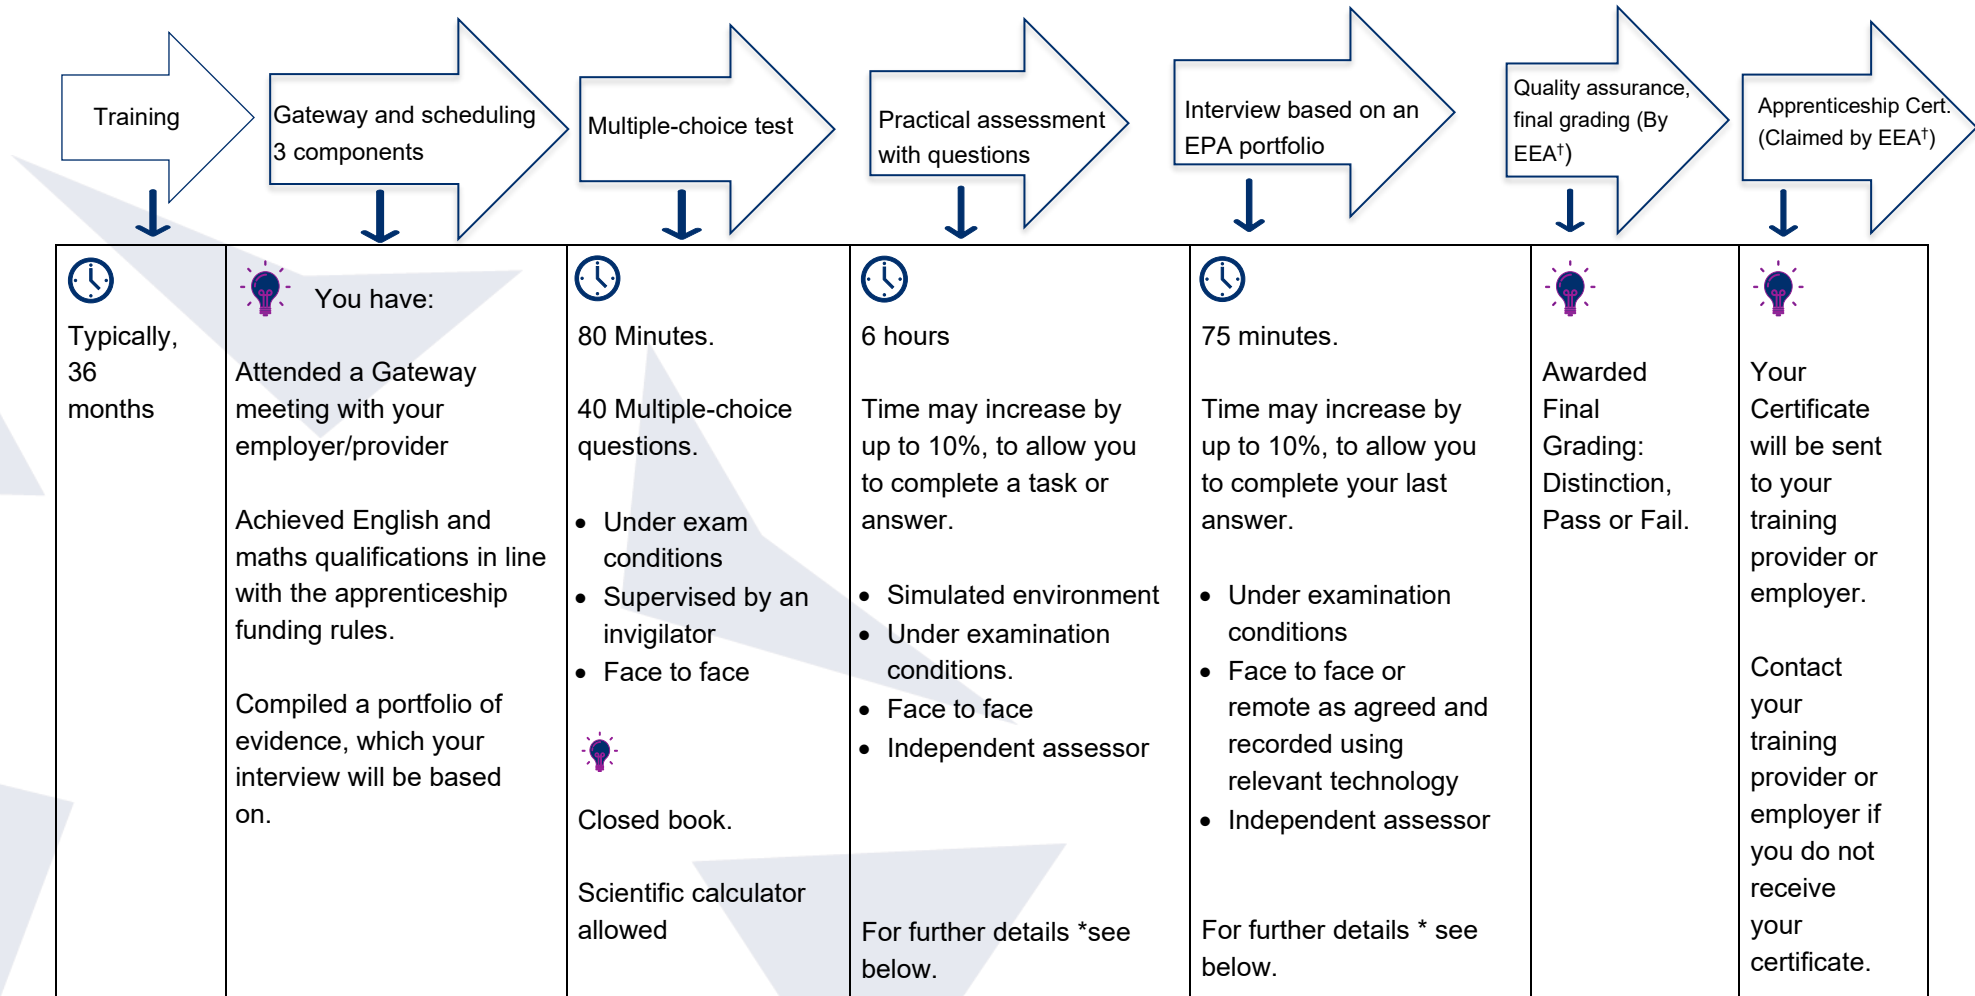 Training
Gateway and scheduling
3 components
Multiple-choice test
Practical assessment
with questions
Interview based on an
EPA portfolio
Quality assurance,
final grading (By
EEA†)
Apprenticeship Cert.
(Claimed by EEA†)
Typically,
36
months
You have:
Attended a Gateway
meeting with your
employer/provider
Achieved English and
maths qualifications in line
with the apprenticeship
funding rules.
Compiled a portfolio of
evidence, which your
interview will be based
on.
80 Minutes.
40 Multiple-choice
questions.
• Under exam
conditions
• Supervised by an
invigilator
• Face to face
Closed book.
Scientific calculator
allowed
6 hours
Time may increase by
up to 10%, to allow you
to complete a task or
answer.
• Simulated environment
• Under examination
conditions.
• Face to face
• Independent assessor
For further details *see
below.
75 minutes.
Time may increase by
up to 10%, to allow you
to complete your last
answer.
• Under examination
conditions
• Face to face or
remote as agreed and
recorded using
relevant technology
• Independent assessor
For further details * see
below.
Awarded
Final
Grading:
Distinction,
Pass or Fail.
Your
Certificate
will be sent
to your
training
provider or
employer.
Contact
your
training
provider or
employer if
you do not
receive
your
certificate.